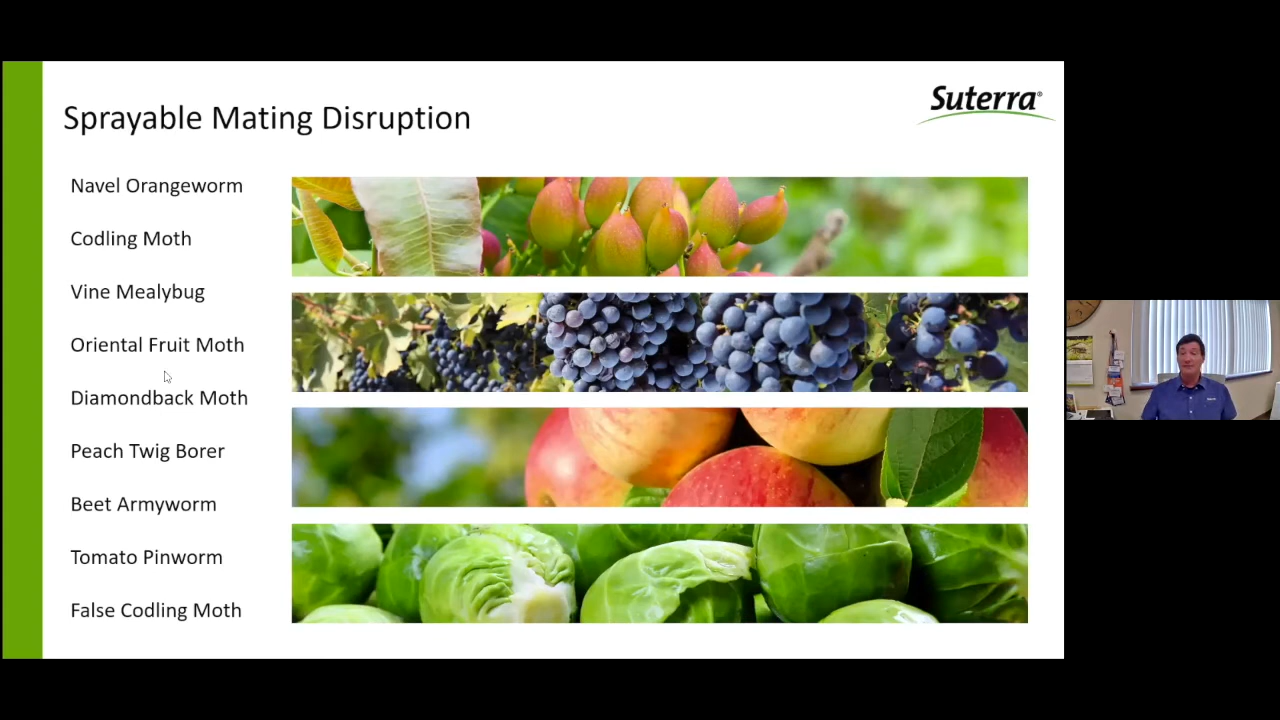 Sprayable Mating Disruption
Suterra®
Navel Orangeworm
Codling Moth
Vine Mealybug
Oriental Fruit Moth
Diamondback Moth
Peach Twig Borer
Beet Armyworm
Tomato Pinworm
False Codling Moth